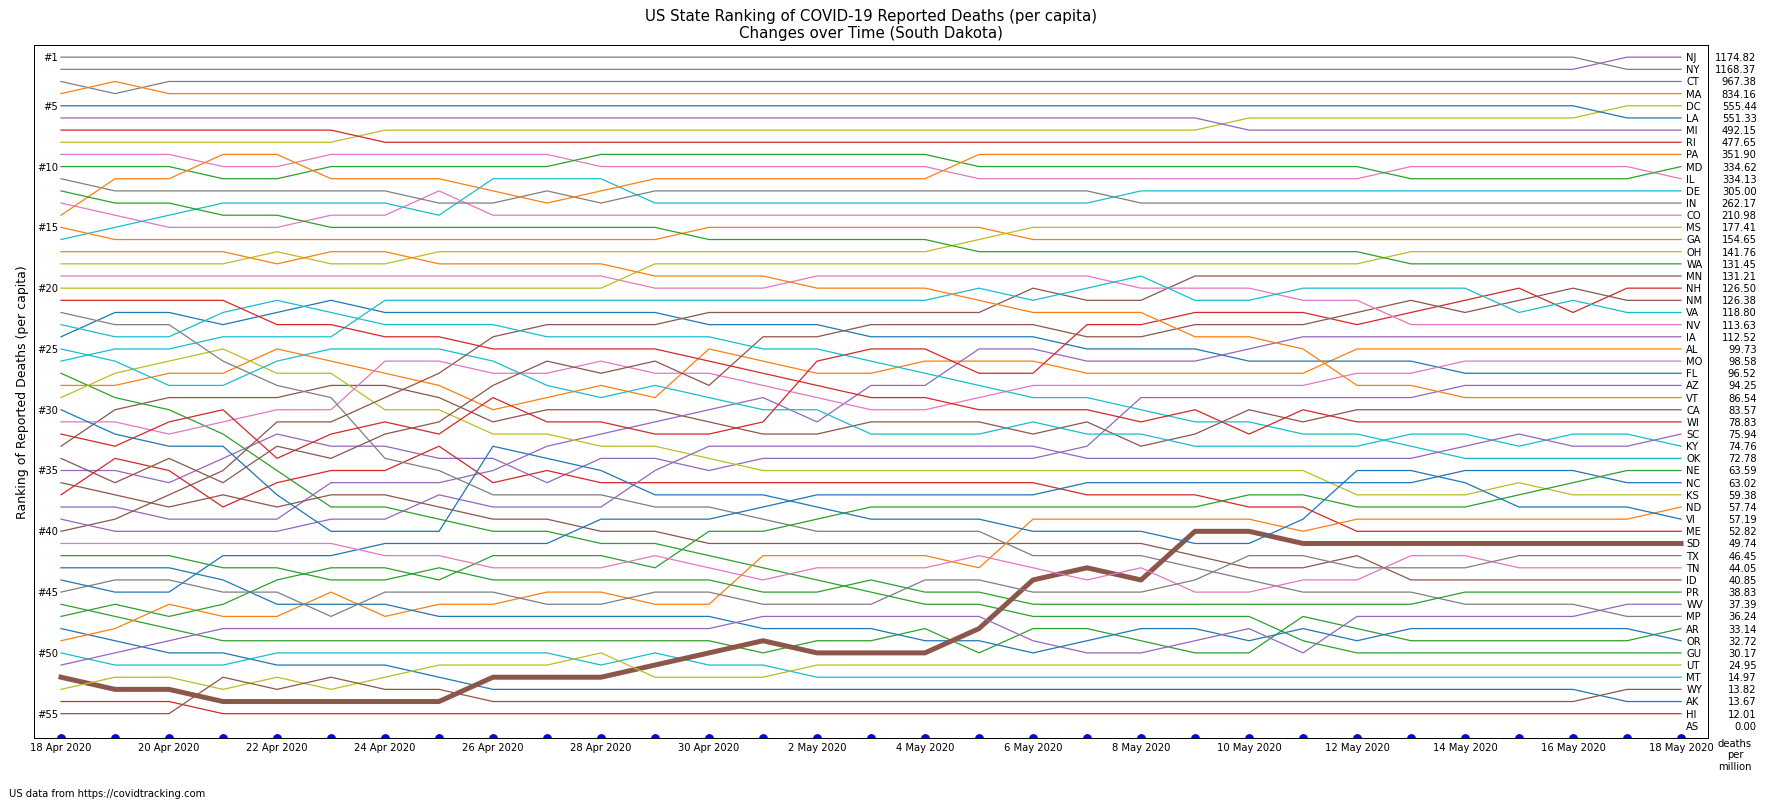 US State Ranking of COVID-19 Reported Deaths (per capita)
Changes over Time (South Dakota)
Ranking of Reported Deaths (per capita)
#1
#5
#10
#15
#20
#25
#30
#35
#40
#45
#50
#55
NJ 1174.82
NY 1168.37
CT 967.38
MA 834.16
DC 555.44
LA 551.33
MI 492.15
RI 477.65
PA 351.90
MD 334.62
IL 334.13
DE 305.00
IN 262.17
CO 210.98
MS 177.41
GA 154.65
OH 141.76
WA 131.45
MN 131.21
NH 126.50
NM 126.38
VA 118.80
NV 113.63
IA 112.52
AL 99.73
MO 98.58
FL 96.52
AZ 94.25
VT 86.54
CA 83.57
WI 78.83
SC 75.94
KY 74.76
OK 72.78
NE 63.59
NC 63.02
KS 59.38
ND 57.74
VI 57.19
ME 52.82
SD 49.74
TX 46.45
TN 44.05
ID 40.85
PR 38.83
WV 37.39
MP 36.24
AR 33.14
OR 32.72
GU 30.17
UT 24.95
MT 14.97
WY 13.82
AK 13.67
HI 12.01
AS 0.00
18 Apr 2020 20 Apr 2020 22 Apr 2020 24 Apr 2020 26 Apr 2020 28 Apr 2020 30 Apr 2020 2 May 2020 4 May 2020 6 May 2020 8 May 2020 10 May 2020 12 May 2020 14 May 2020 16 May 2020 18 May 2020
deaths
per
million
US data from https://covidtracking.com